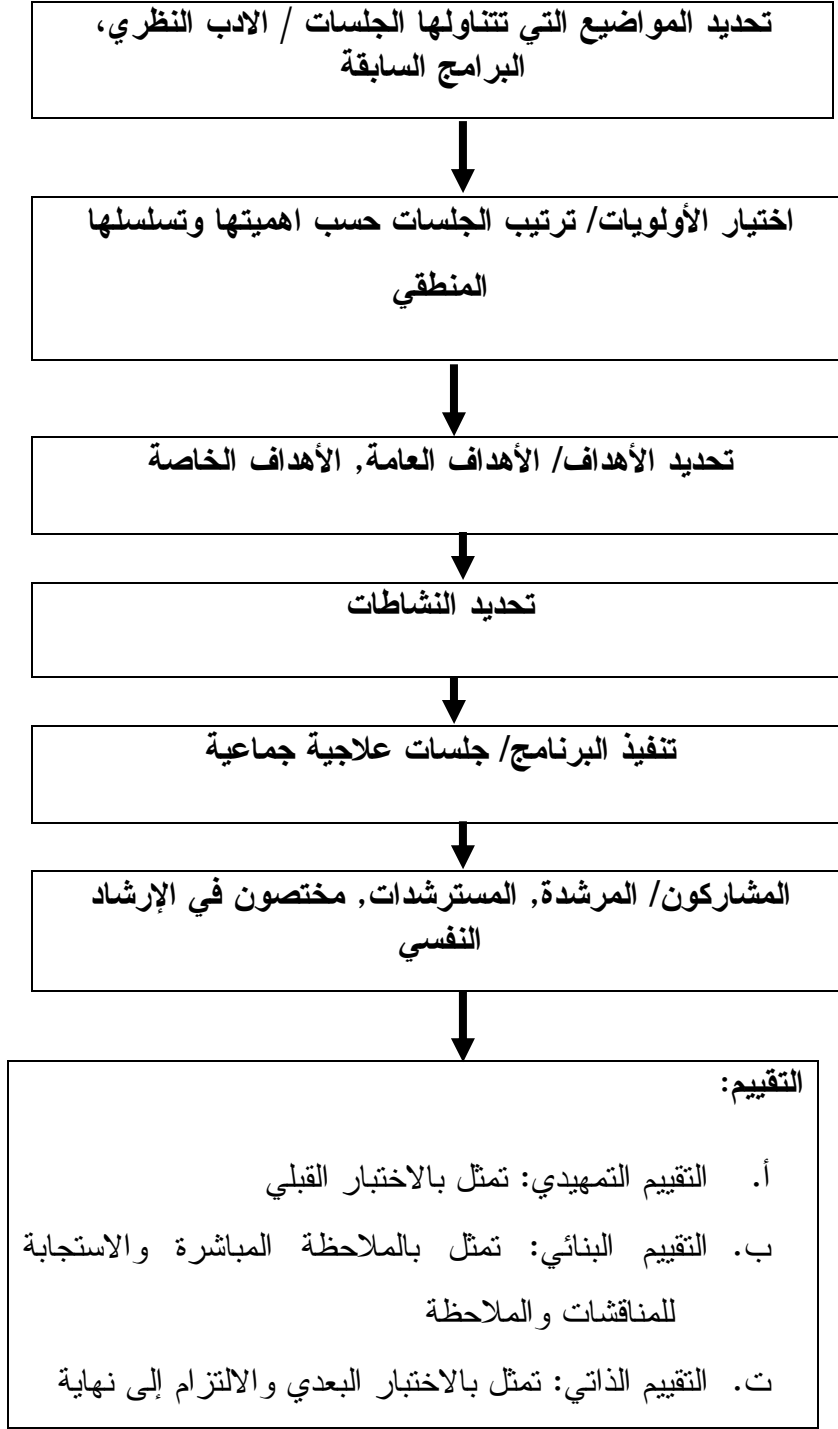 تحديد المواضيع التي تتناولها الجلسات / الادب النظري،
البرامج السابقة
اختيار الأولويات/ ترتيب الجلسات حسب اهميتها وتسلسلها
المنطقي
تحديد الأهداف/ الأهداف العامة, الأهداف الخاصة
تحديد النشاطات
تنفيذ البرنامج/ جلسات علاجية جماعية
المشاركون/ المرشدة, المسترشدات, مختصون في الإرشاد
النفسي
التقييم:
أ. التقييم التمهيدي: تمثل بالاختبار القبلي
ب. التقييم البنائي: تمثل بالملاحظة المباشرة والاستجابة
للمناقشات والملاحظة
ت. التقييم الذاتي: تمثل بالاختبار البعدي والالتزام إلى نهاية